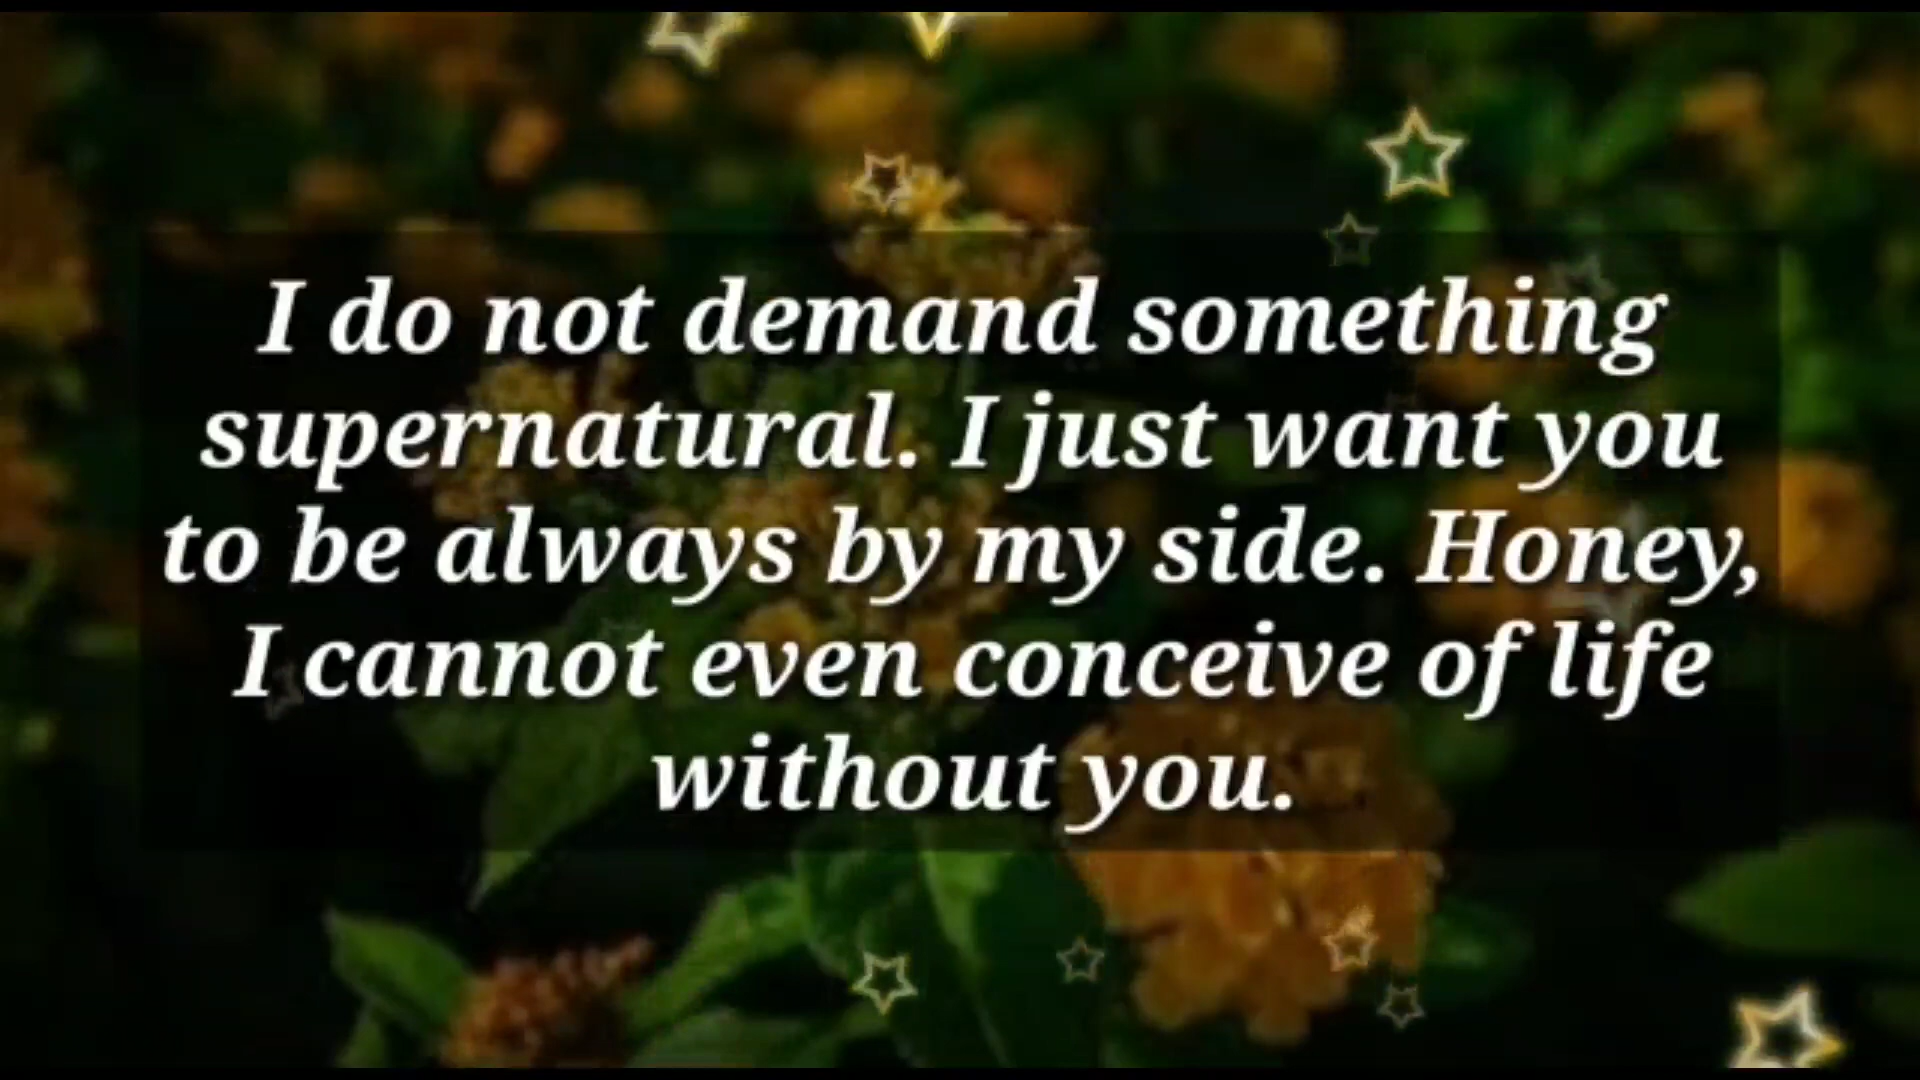 I do not demand something
supernatural. I just want you
to be always by my side. Honey,
I cannot even conceive of life
without you.